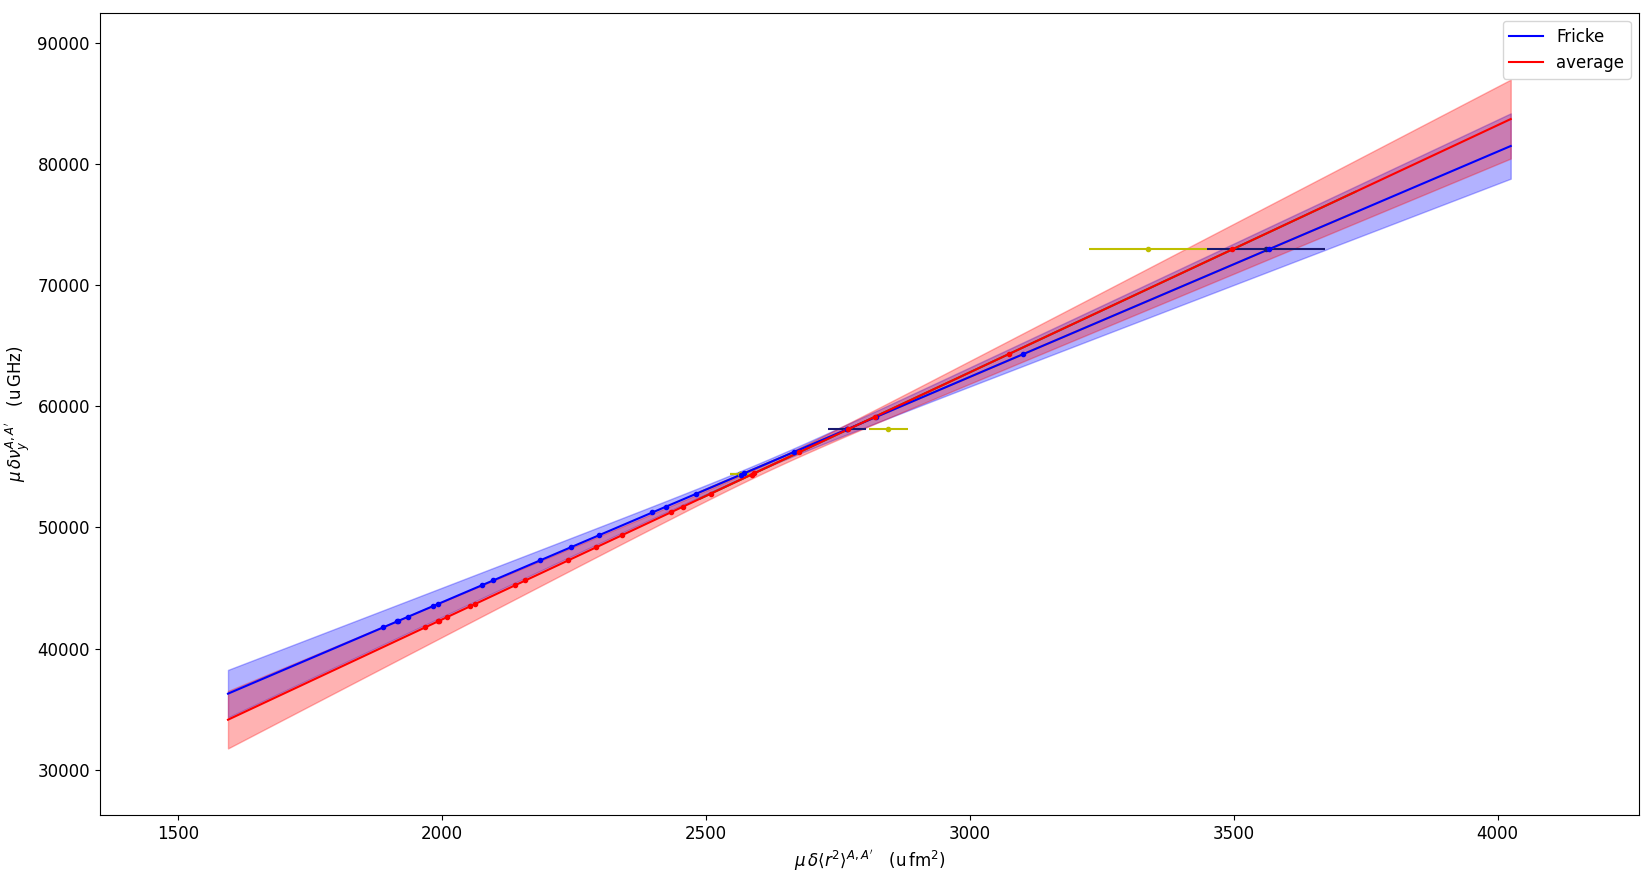 90000
80000
70000
60000
50000
40000
30000
μ δν_y^{A, A′} (u GHz)
Fricke
average
1500 2000 2500 3000 3500 4000
μ δ⟨r²⟩^{A, A′} (u fm²)